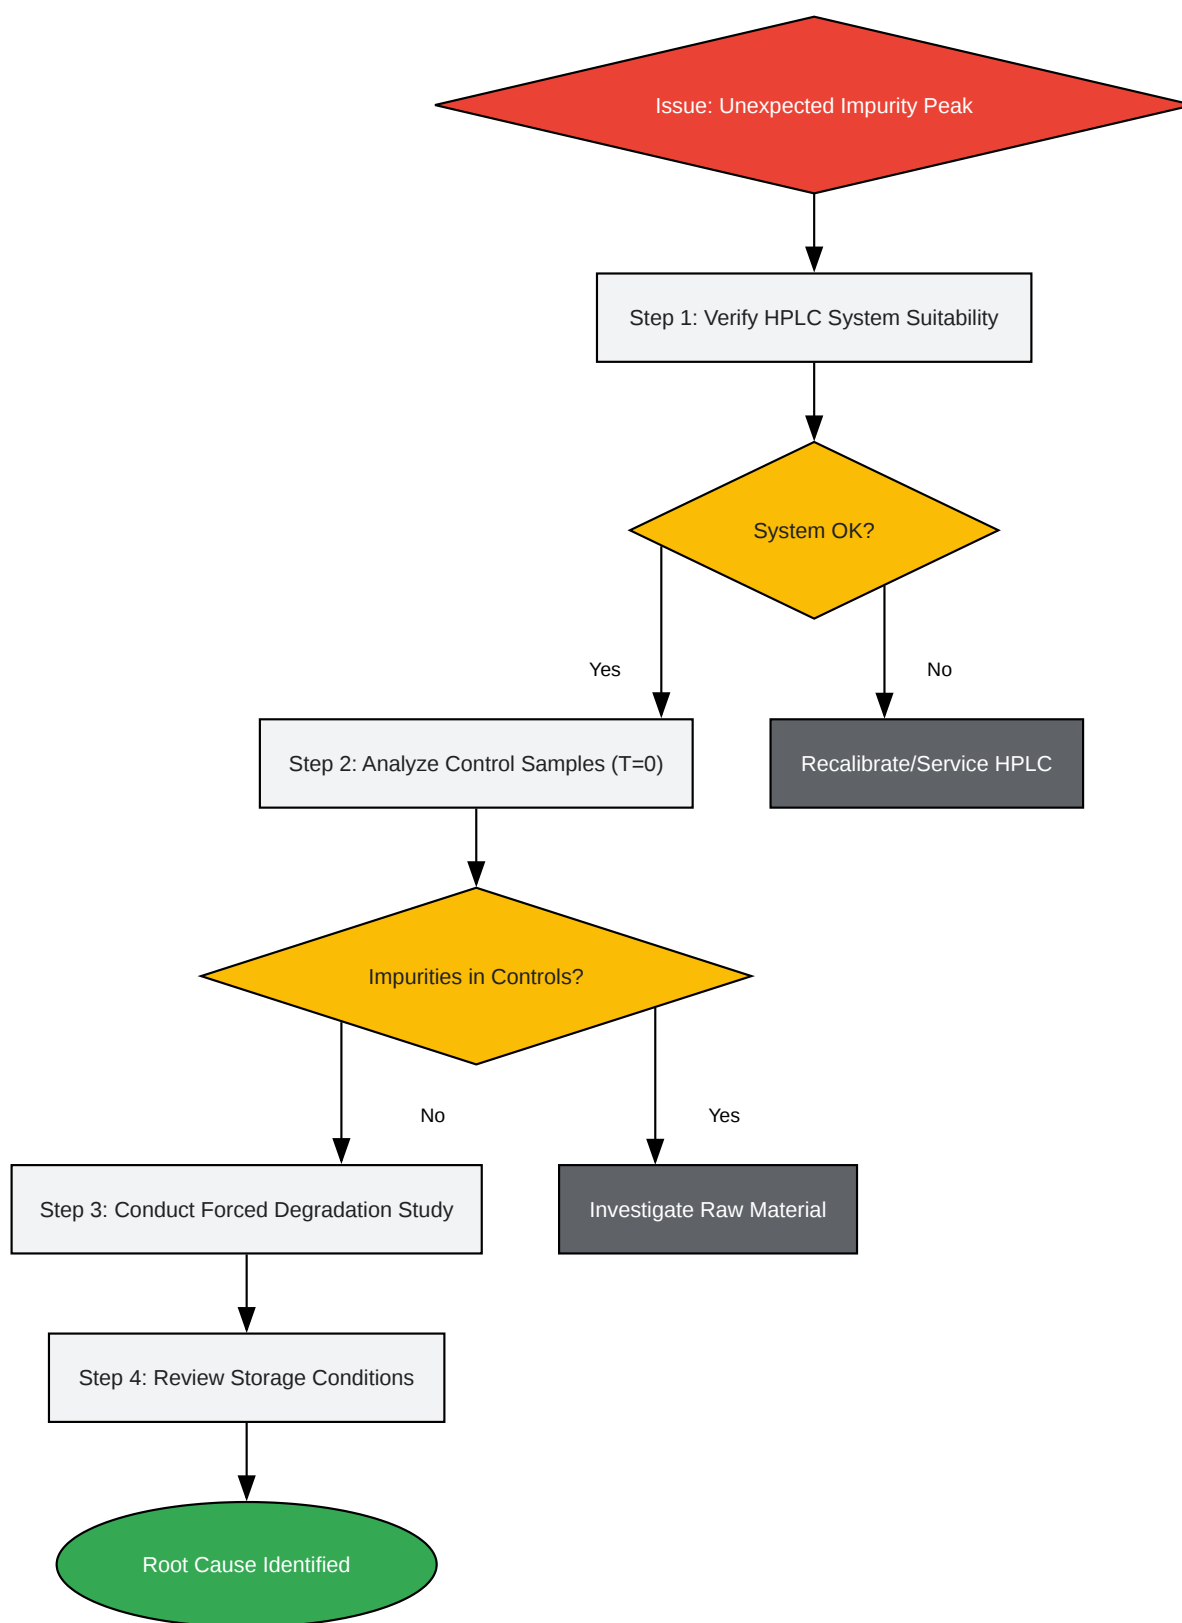 Issue: Unexpected Impurity Peak
Step 1: Verify HPLC System Suitability
System OK?
Yes
No
Step 2: Analyze Control Samples (T=0)
Recalibrate/Service HPLC
Impurities in Controls?
No
Yes
Step 3: Conduct Forced Degradation Study
Investigate Raw Material
Step 4: Review Storage Conditions
Root Cause Identified